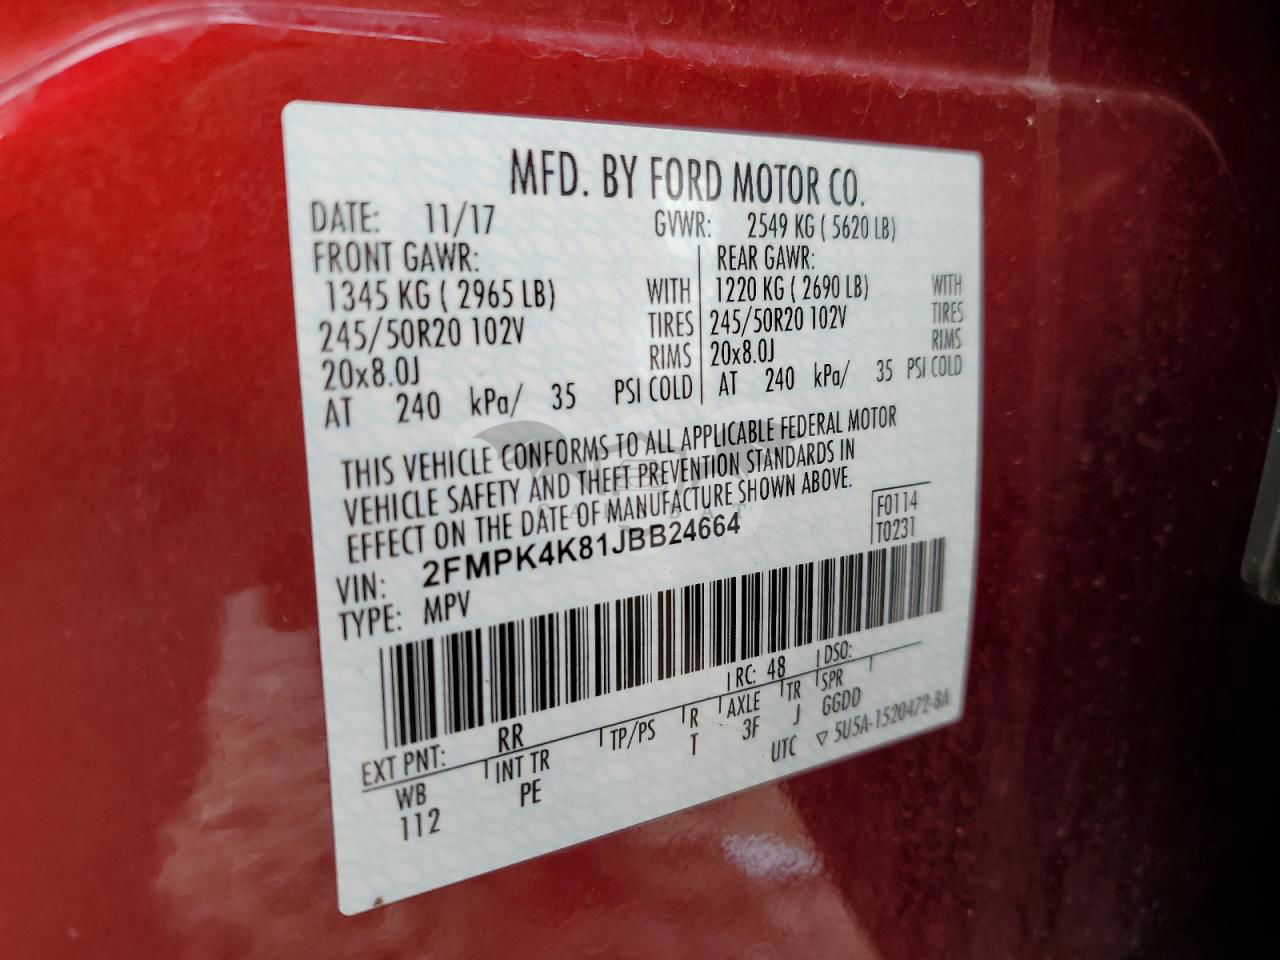 MFD. BY FORD MOTOR CO.
DATE: 11/17 GVWR: 2549 KG ( 5620 LB)
FRONT GAWR: REAR GAWR:
1345 KG ( 2965 LB) WITH 1220 KG ( 2690 LB) WITH
245/50R20 102V TIRES 245/50R20 102V TIRES
20x8.0J RIMS 20x8.0J RIMS
AT 240 kPa/ 35 PSI COLD AT 240 kPa/ 35 PSI COLD
THIS VEHICLE CONFORMS TO ALL APPLICABLE FEDERAL MOTOR
VEHICLE SAFETY AND THEFT PREVENTION STANDARDS IN
EFFECT ON THE DATE OF MANUFACTURE SHOWN ABOVE.
F0114
T0231
VIN: 2FMPK4K81JBB24664
TYPE: MPV
EXT PNT: RR RC: 48 DSO:
WB INT TR TP/PS R AXLE TR SPR
112 PE T 3F J GGDD
UTC ▽ 5U5A-1520472-BA